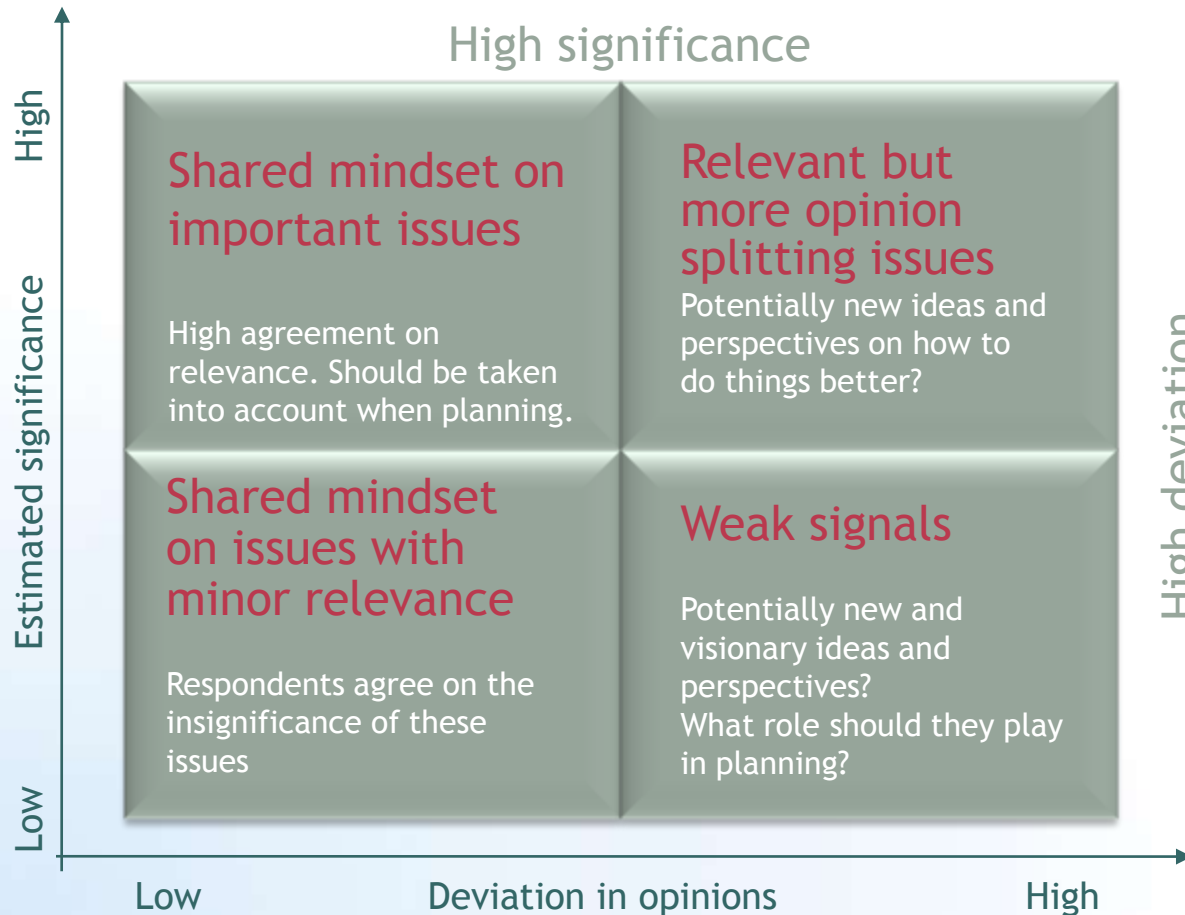 High significance
High
Estimated significance
Low
Shared mindset on
important issues
High agreement on
relevance. Should be taken
into account when planning.
Relevant but
more opinion
splitting issues
Potentially new ideas and
perspectives on how to
do things better?
Shared mindset
on issues with
minor relevance
Respondents agree on the
insignificance of these
issues
Weak signals
Potentially new and
visionary ideas and
perspectives?
What role should they play
in planning?
High deviation
Low
Deviation in opinions
High